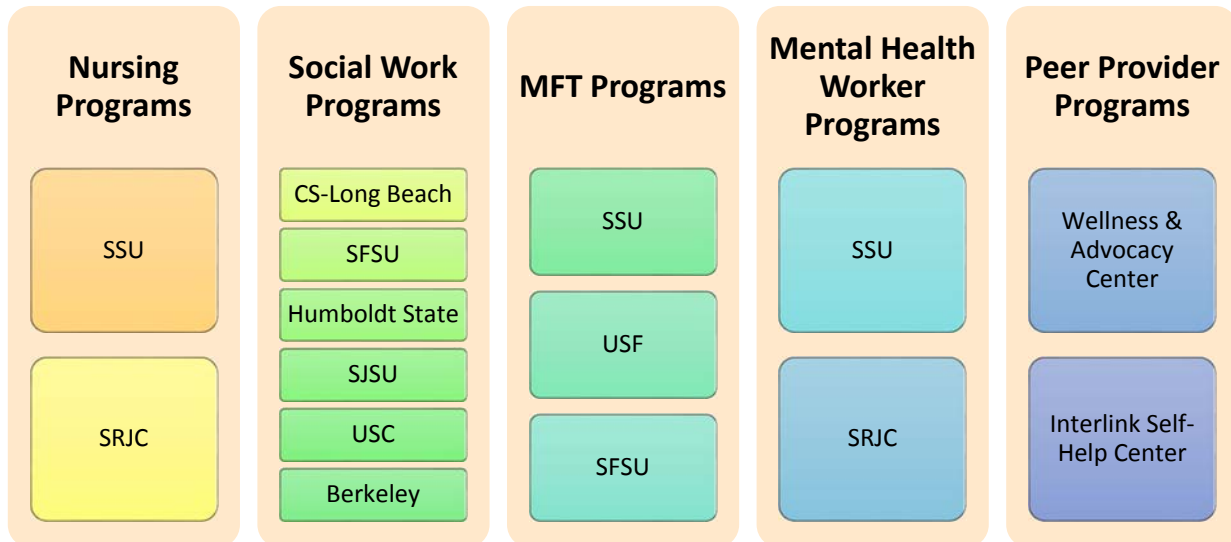 Nursing
Programs
SSU
SRJC
Social Work
Programs
CS-Long Beach
SFSU
Humboldt State
SJSU
USC
Berkeley
MFT Programs
SSU
USF
SFSU
Mental Health
Worker
Programs
SSU
SRJC
Peer Provider
Programs
Wellness &
Advocacy
Center
Interlink Self-
Help Center